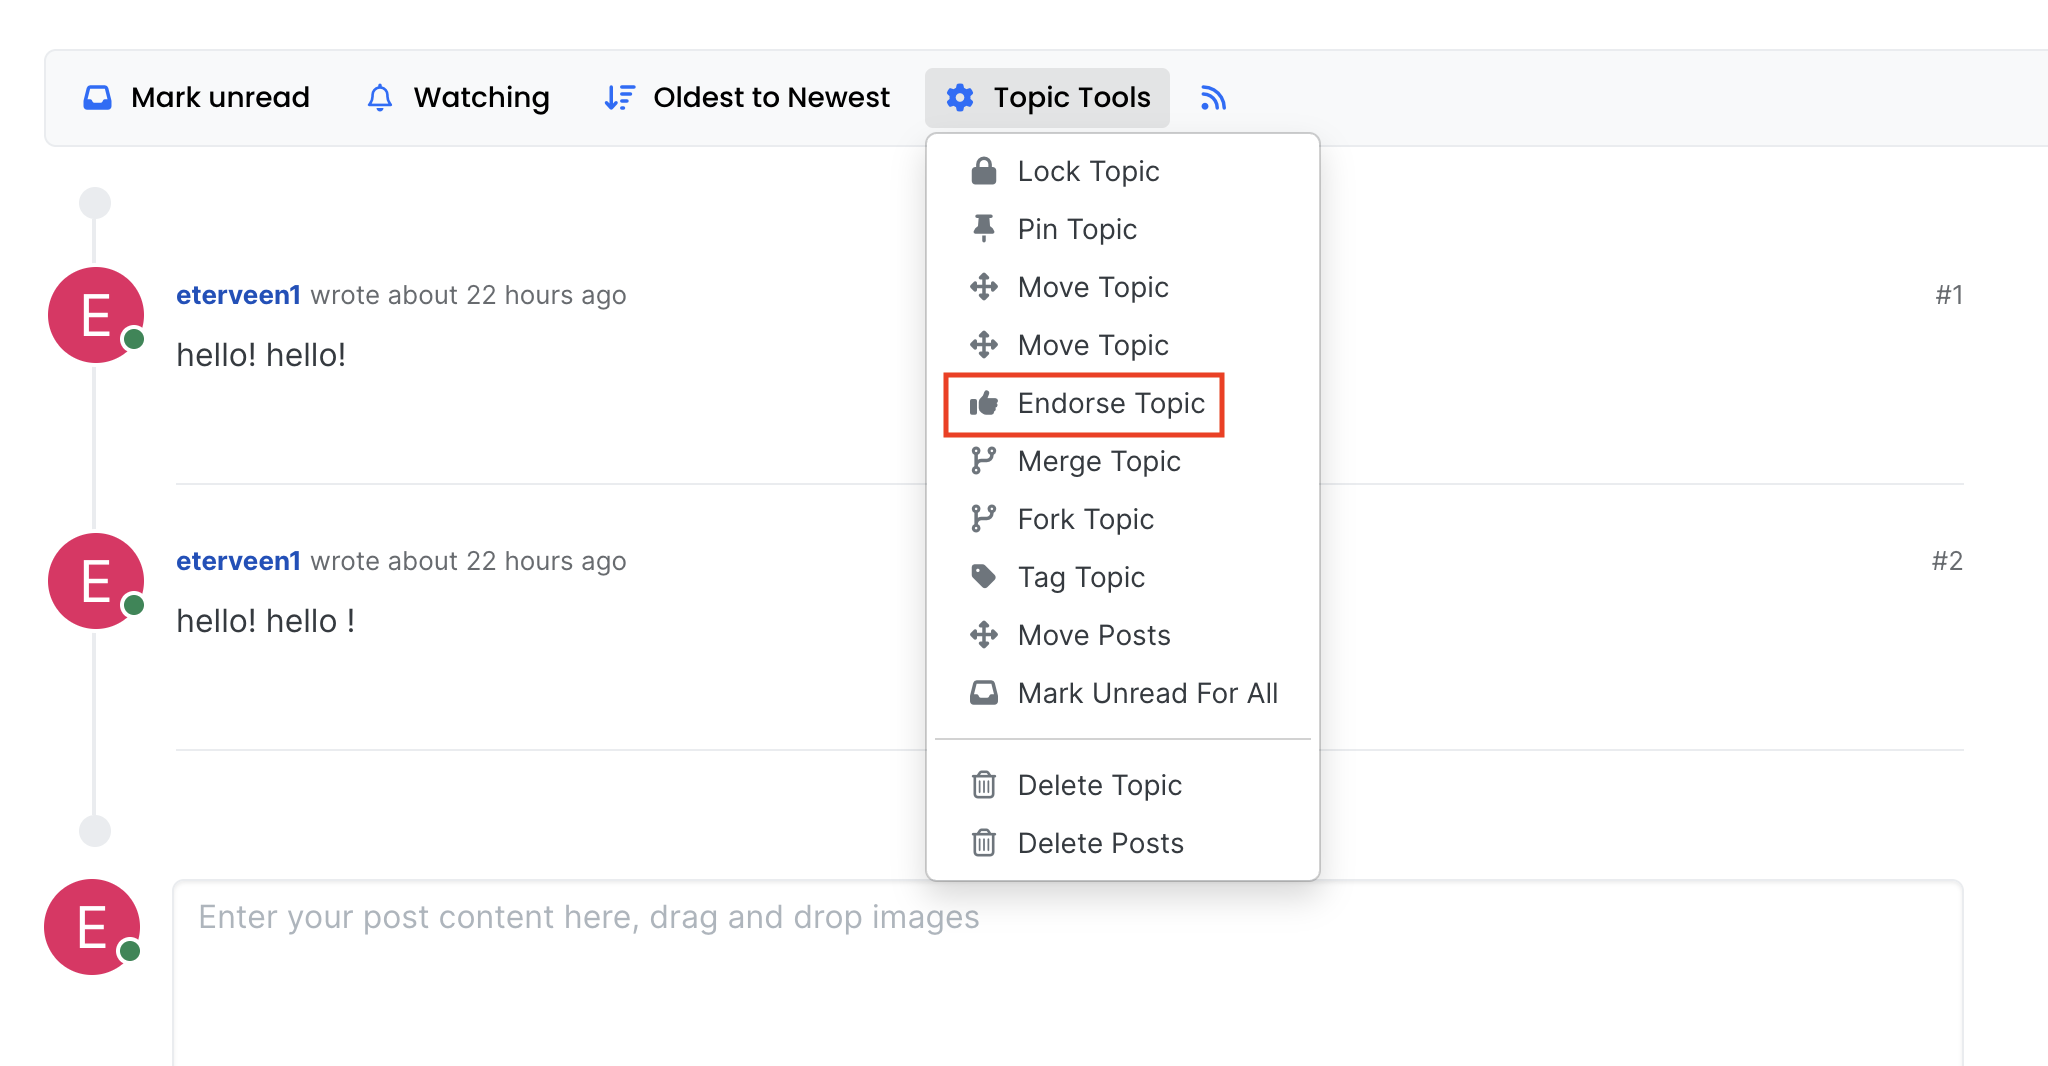 Mark unread Watching Oldest to Newest Topic Tools
Lock Topic
Pin Topic
Move Topic
Move Topic
Endorse Topic
Merge Topic
Fork Topic
Tag Topic
Move Posts
Mark Unread For All
Delete Topic
Delete Posts
E
eterveen1 wrote about 22 hours ago #1
hello! hello!
E
eterveen1 wrote about 22 hours ago #2
hello! hello !
E
Enter your post content here, drag and drop images